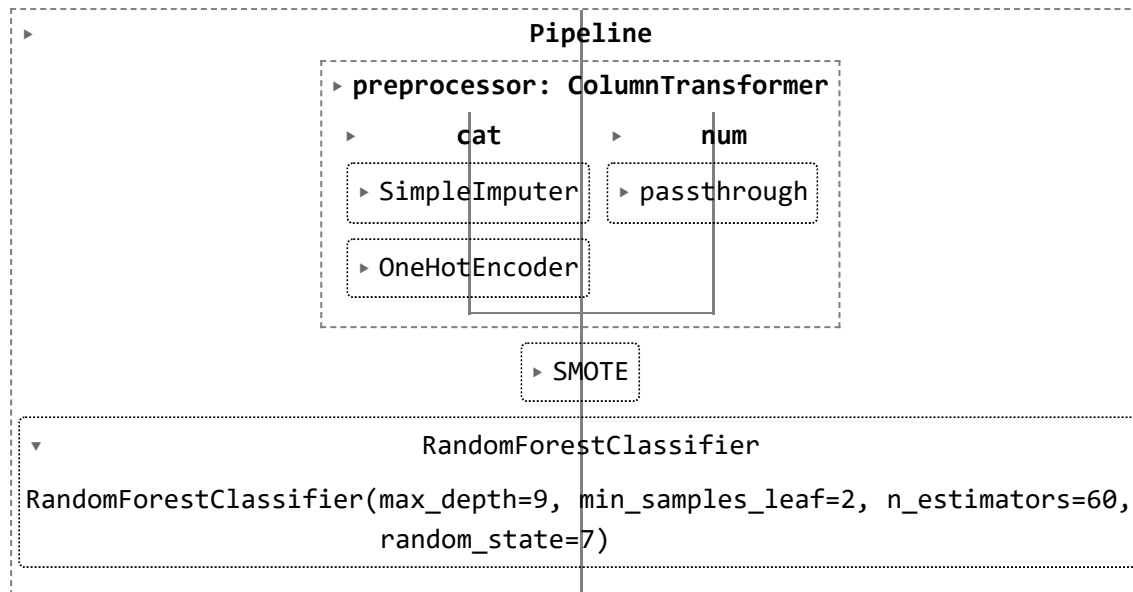 Pipeline
preprocessor: ColumnTransformer
cat num
SimpleImputer passthrough
OneHotEncoder
SMOTE
RandomForestClassifier
RandomForestClassifier(max_depth=9, min_samples_leaf=2, n_estimators=60,
random_state=7)